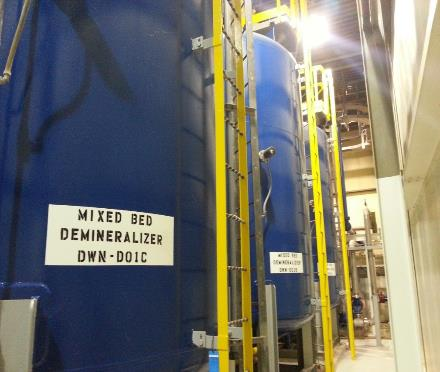 MIXED BED
DEMINERALIZER
DWN-D01C
MIXED BED
DEMINERALIZER